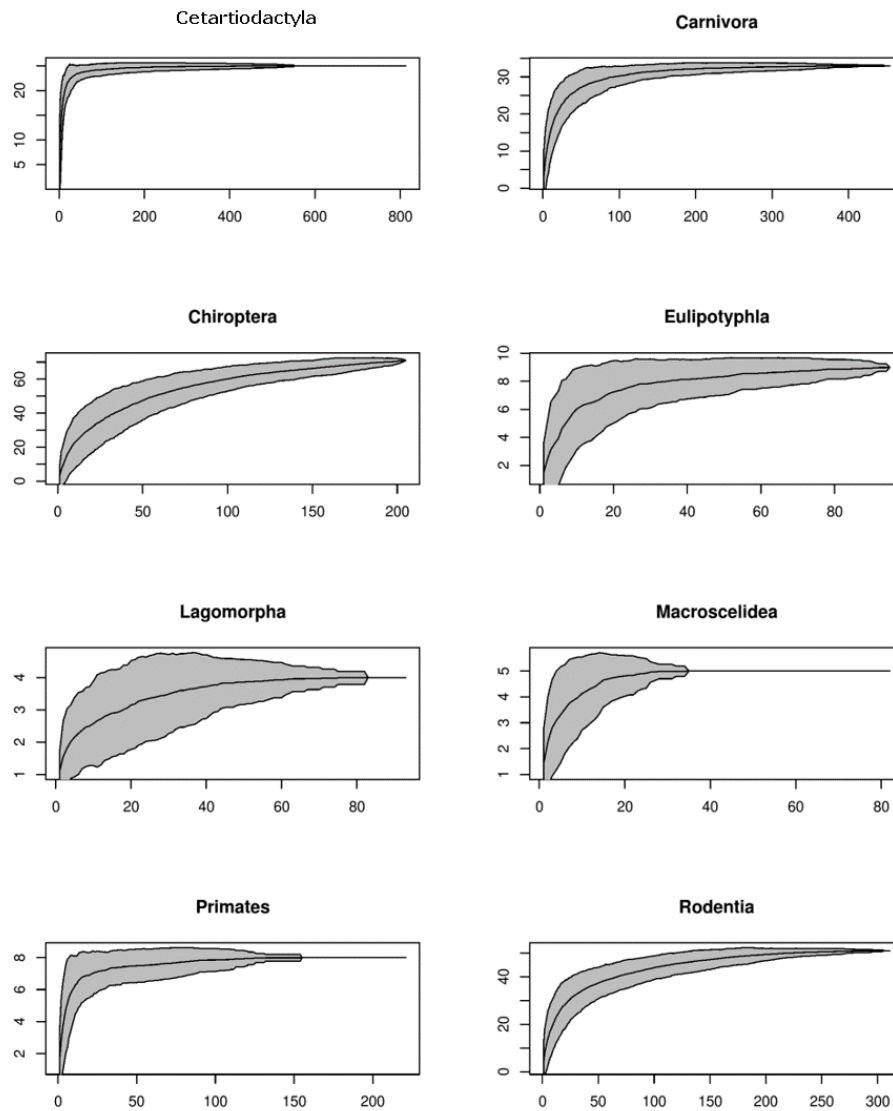 Cetartiodactyla
Carnivora
5 10 20
0 200 400 600 800
0 10 20 30
0 100 200 300 400
Chiroptera
Eulipotyphla
0 20 40 60
0 50 100 150 200
2 4 6 8 10
0 20 40 60 80
Lagomorpha
Macroscelidea
1 2 3 4
0 20 40 60 80
1 2 3 4 5
0 20 40 60 80
Primates
Rodentia
2 4 6 8
0 50 100 150 200
0 20 40
0 50 100 150 200 250 300